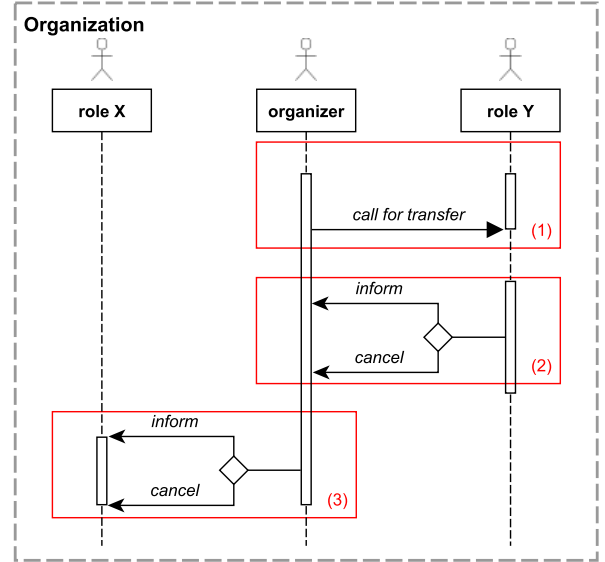 Organization
role X
organizer
role Y
call for transfer
(1)
inform
cancel
(2)
inform
cancel
(3)